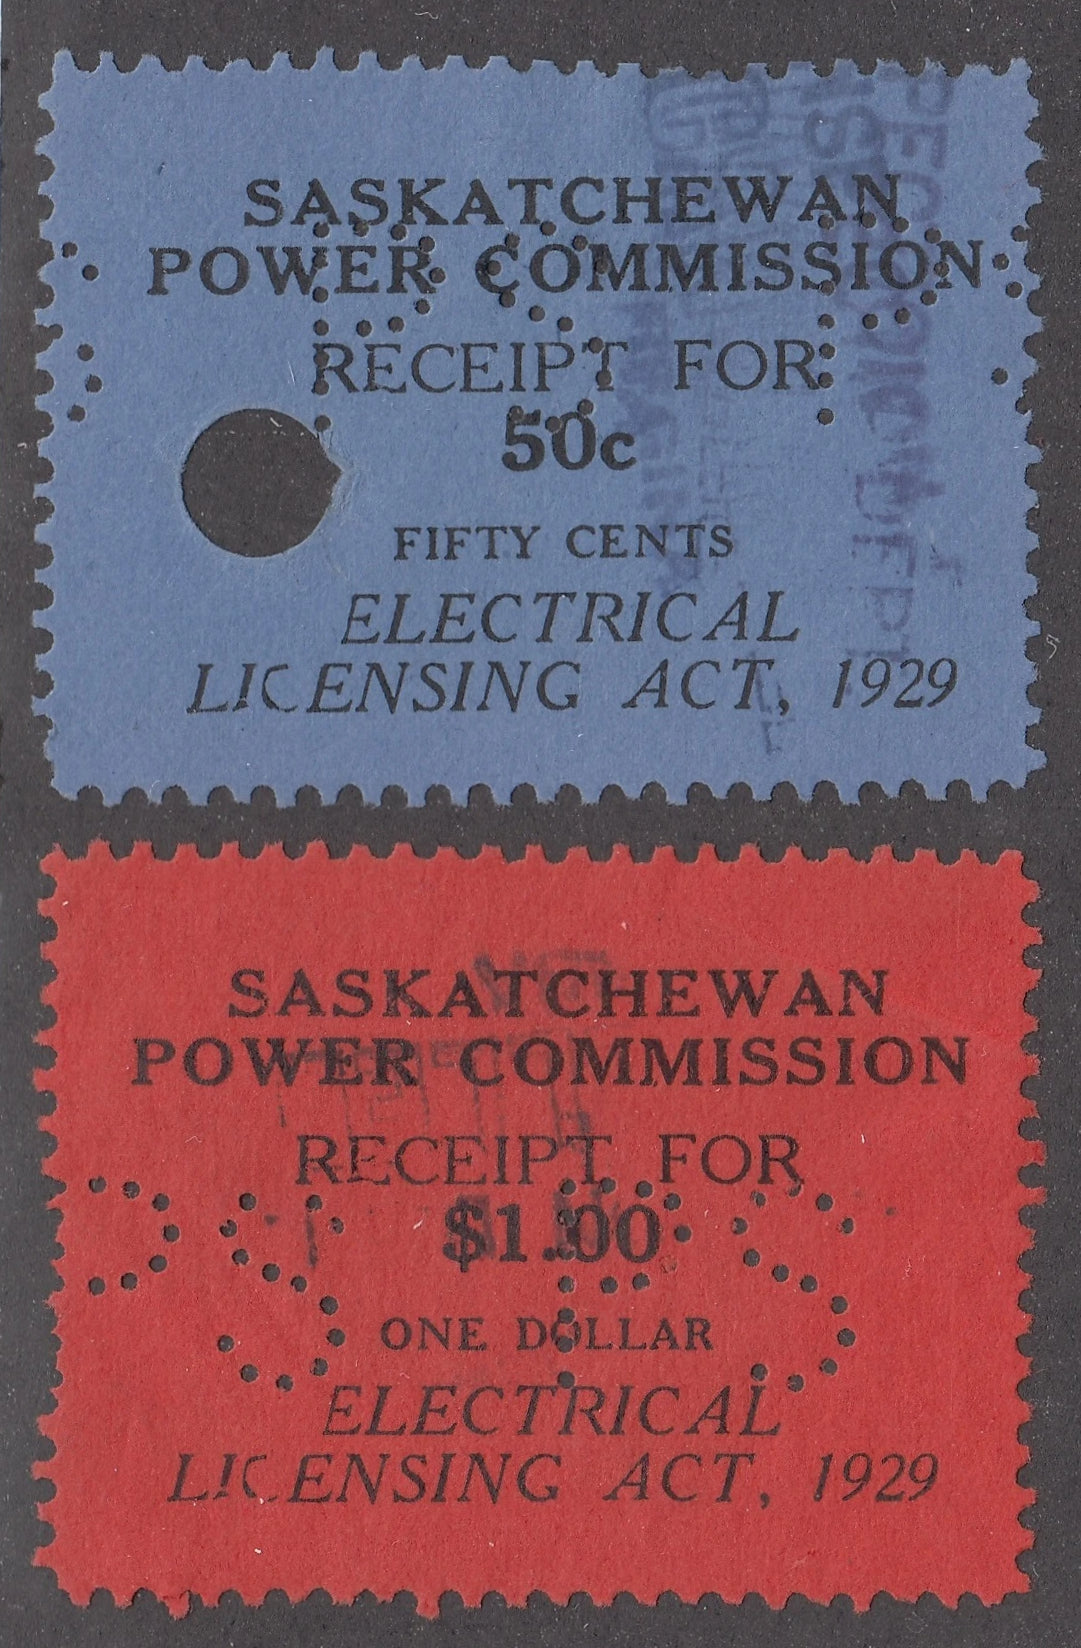 SASKATCHEWAN
POWER COMMISSION
RECEIPT FOR
50c
FIFTY CENTS
ELECTRICAL
LICENSING ACT, 1929
SASKATCHEWAN
POWER COMMISSION
RECEIPT FOR
$1.00
ONE DOLLAR
ELECTRICAL
LICENSING ACT, 1929